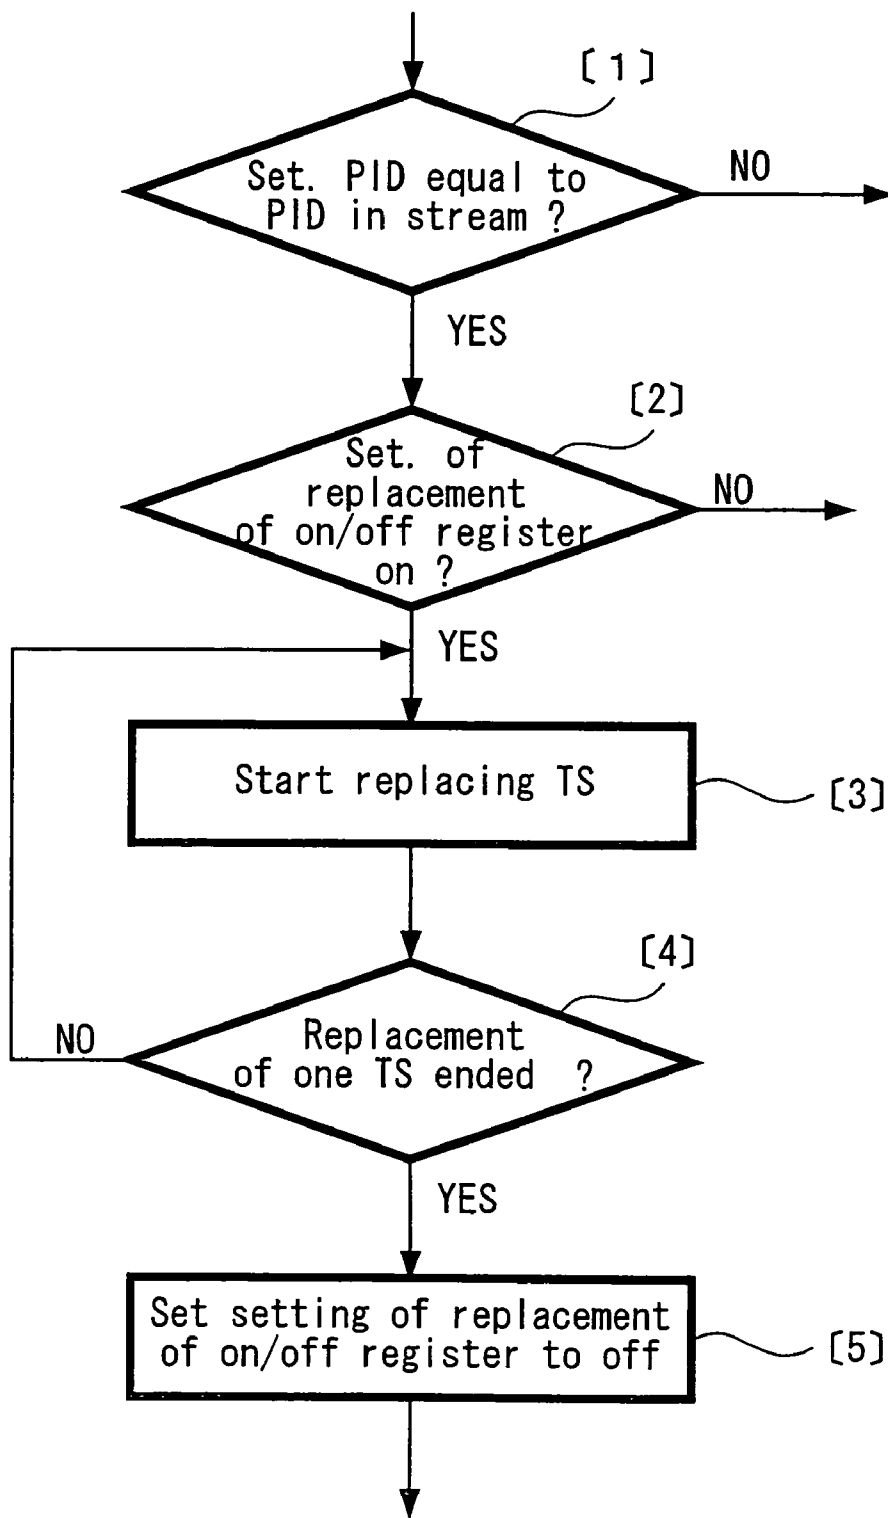 [1]
Set. PID equal to
PID in stream ?
NO
YES
[2]
Set. of
replacement
of on/off register
on ?
NO
YES
Start replacing TS
[3]
[4]
Replacement
of one TS ended ?
NO
YES
Set setting of replacement
of on/off register to off
[5]